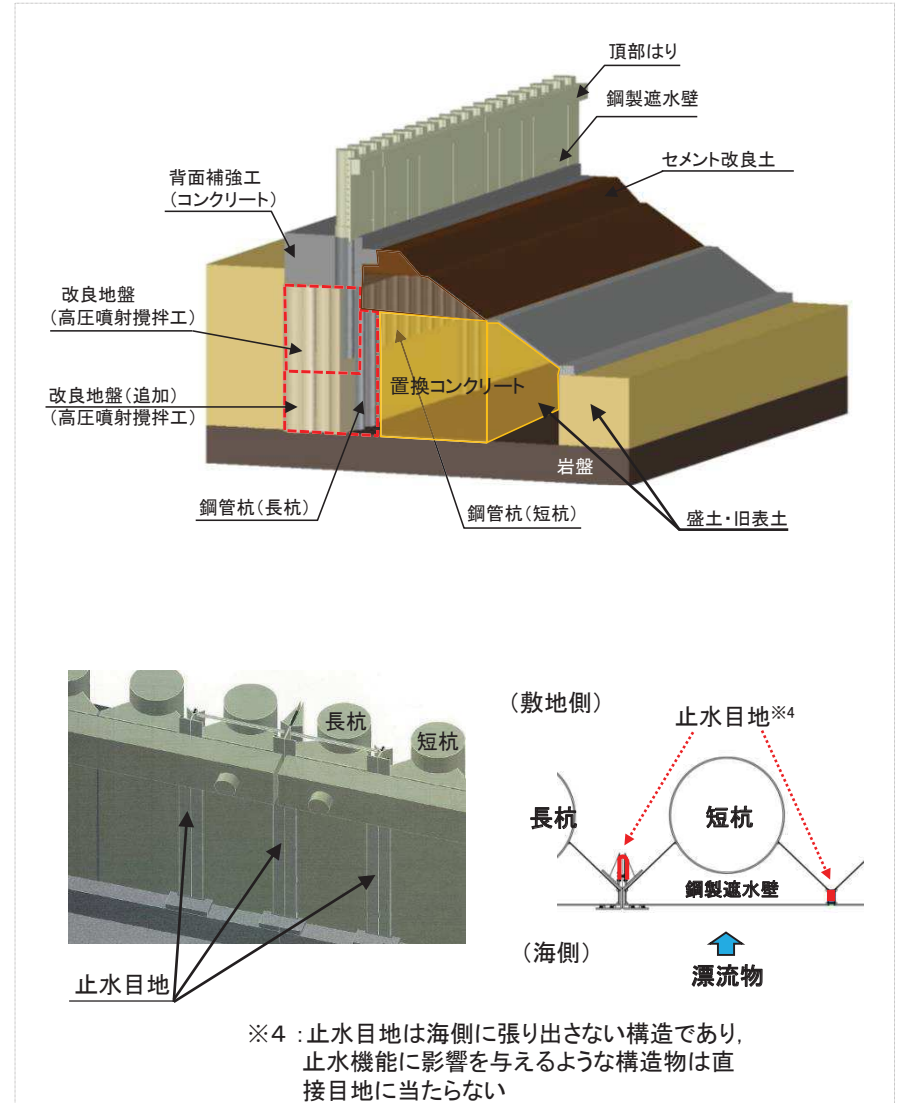 頂部はり
鋼製遮水壁
セメント改良土
背面補強工
(コンクリート)
改良地盤
(高圧噴射攪拌工)
置換コンクリート
改良地盤(追加)
(高圧噴射攪拌工)
岩盤
鋼管杭(長杭)
鋼管杭(短杭)
盛土・旧表土
長杭
短杭
止水目地
(敷地側)
止水目地※4
長杭
短杭
鋼製遮水壁
(海側)
漂流物
※4 :止水目地は海側に張り出さない構造であり,
止水機能に影響を与えるような構造物は直
接目地に当たらない